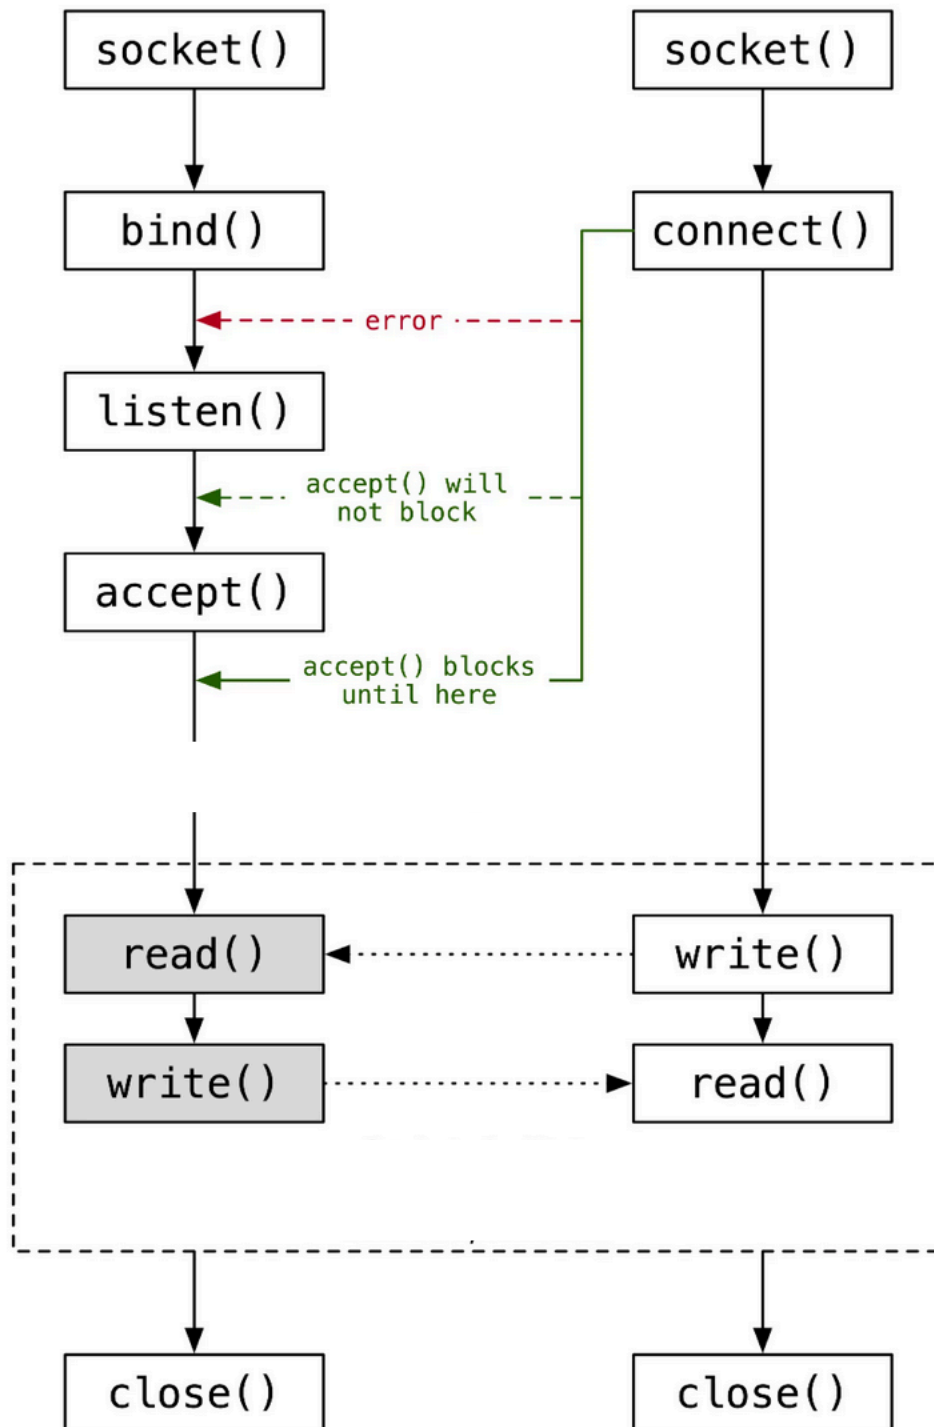 socket()
socket()
bind()
connect()
error
listen()
accept() will
not block
accept()
accept() blocks
until here
read()
write()
write()
read()
close()
close()